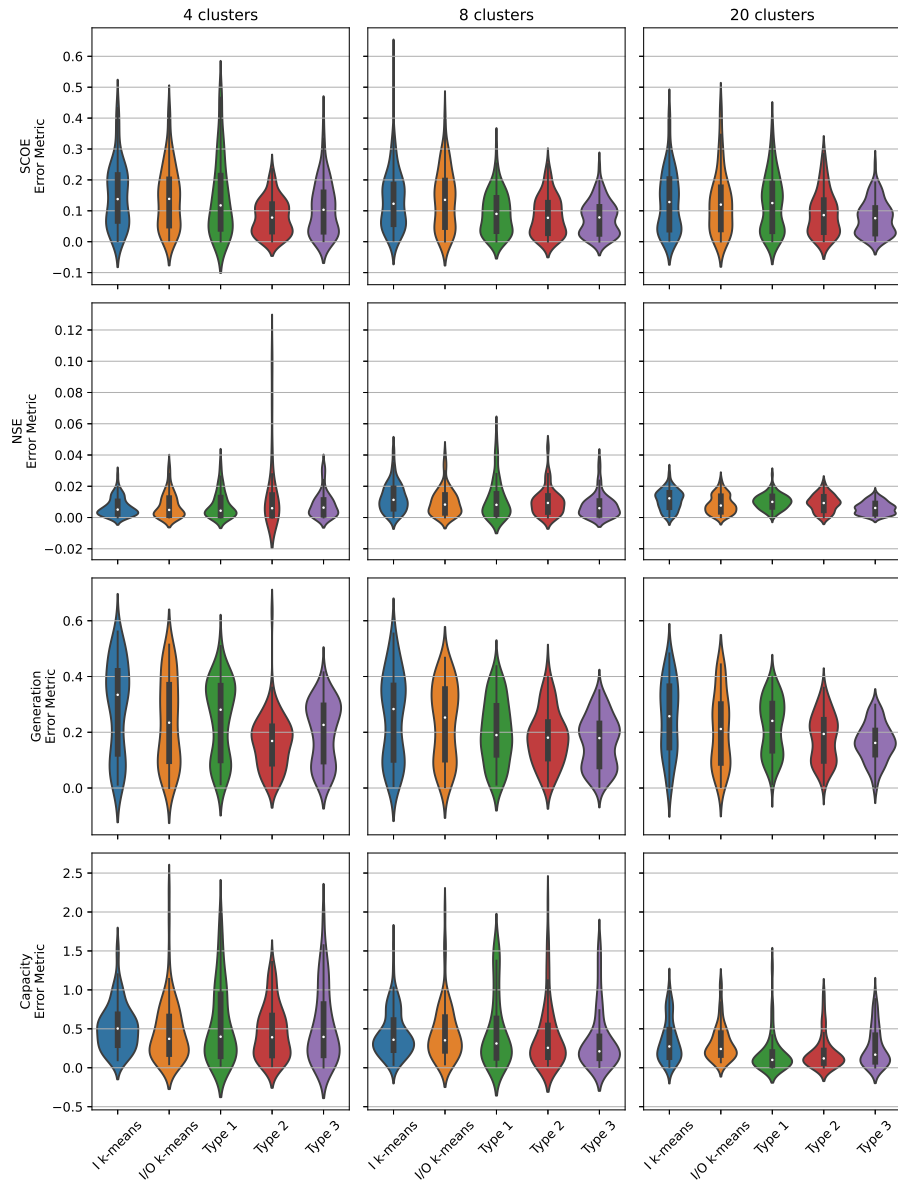 4 clusters
8 clusters
20 clusters
SCOE
Error Metric
0.6
0.5
0.4
0.3
0.2
0.1
0.0
−0.1
NSE
Error Metric
0.12
0.10
0.08
0.06
0.04
0.02
0.00
−0.02
Generation
Error Metric
0.6
0.4
0.2
0.0
Capacity
Error Metric
2.5
2.0
1.5
1.0
0.5
0.0
−0.5
I k-means
I/O k-means
Type 1
Type 2
Type 3
I k-means
I/O k-means
Type 1
Type 2
Type 3
I k-means
I/O k-means
Type 1
Type 2
Type 3